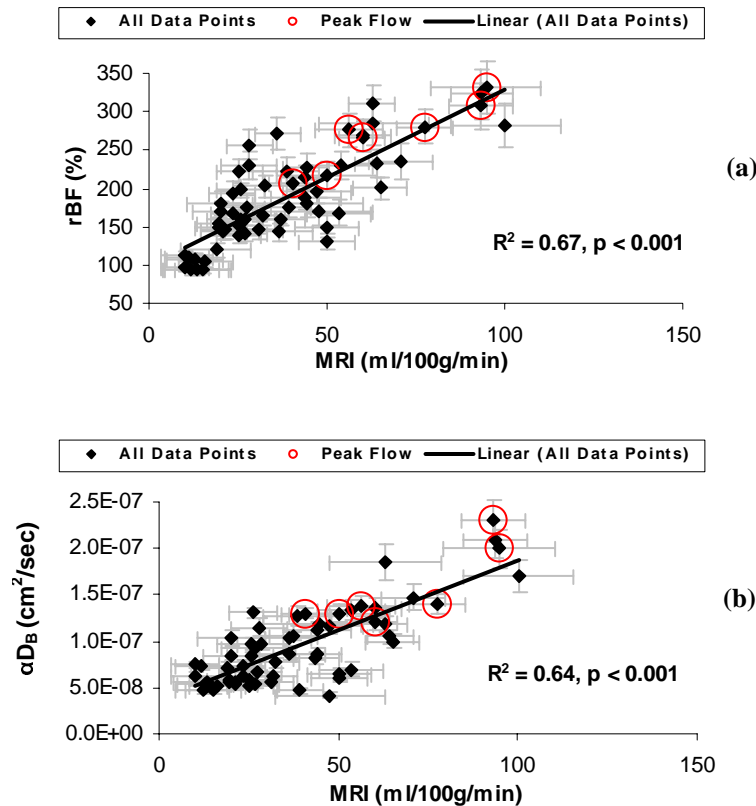 All Data Points Peak Flow Linear (All Data Points)
350
300
250
200
150
100
50
rBF (%)
R² = 0.67, p < 0.001
(a)
0 50 100 150
MRI (ml/100g/min)
All Data Points Peak Flow Linear (All Data Points)
2.5E-07
2.0E-07
1.5E-07
1.0E-07
5.0E-08
0.0E+00
αD_B (cm²/sec)
R² = 0.64, p < 0.001
(b)
0 50 100 150
MRI (ml/100g/min)